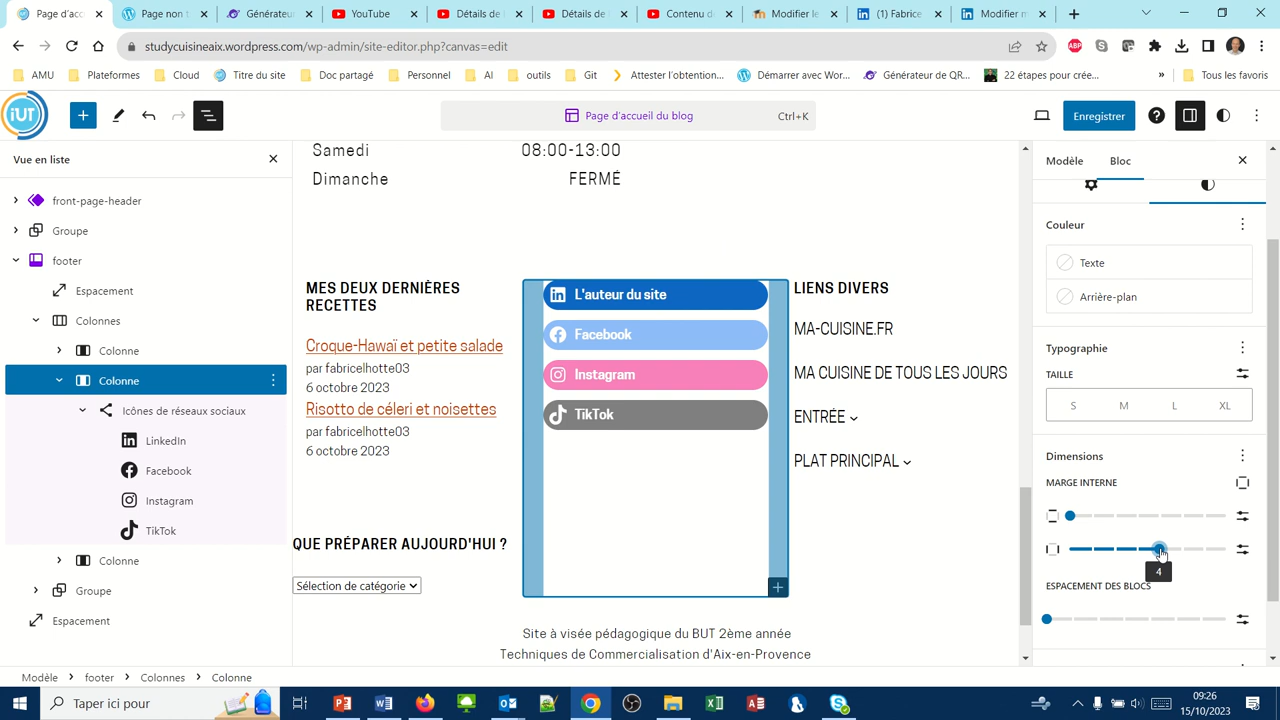 Page d'acc
Page non t
Générateur
YouTube
Détails de l
Détails de l
Contenu de
Modifier le
(1) Fabrice
Modifier m
studycuisineaix.wordpress.com/wp-admin/site-editor.php?canvas=edit
ABP
AMU
Plateformes
Cloud
Titre du site
Doc partagé
Personnel
AI
outils
Git
Attester l'obtention...
Démarrer avec Wor...
Générateur de QR...
22 étapes pour crée...
»
Tous les favoris
iUT
Page d'accueil du blog
Ctrl+K
Enregistrer
Vue en liste
front-page-header
Groupe
footer
Espacement
Colonnes
Colonne
Colonne
Icônes de réseaux sociaux
LinkedIn
Facebook
Instagram
TikTok
Colonne
Groupe
Espacement
Samedi 08:00-13:00
Dimanche FERMÉ
MES DEUX DERNIÈRES
RECETTES
Croque-Hawaï et petite salade
par fabricelhotte03
6 octobre 2023
Risotto de céleri et noisettes
par fabricelhotte03
6 octobre 2023
QUE PRÉPARER AUJOURD'HUI ?
Sélection de catégorie
L'auteur du site
Facebook
Instagram
TikTok
LIENS DIVERS
MA-CUISINE.FR
MA CUISINE DE TOUS LES JOURS
ENTRÉE
PLAT PRINCIPAL
Site à visée pédagogique du BUT 2ème année
Techniques de Commercialisation d'Aix-en-Provence
Modèle
Bloc
Couleur
Texte
Arrière-plan
Typographie
TAILLE
S M L XL
Dimensions
MARGE INTERNE
4
ESPACEMENT DES BLOCS
Modèle > footer > Colonnes > Colonne
Taper ici pour
09:26
15/10/2023